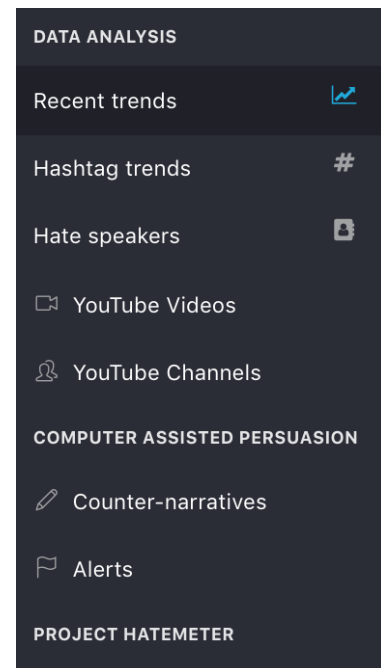 DATA ANALYSIS
Recent trends
Hashtag trends #
Hate speakers
YouTube Videos
YouTube Channels
COMPUTER ASSISTED PERSUASION
Counter-narratives
Alerts
PROJECT HATEMETER